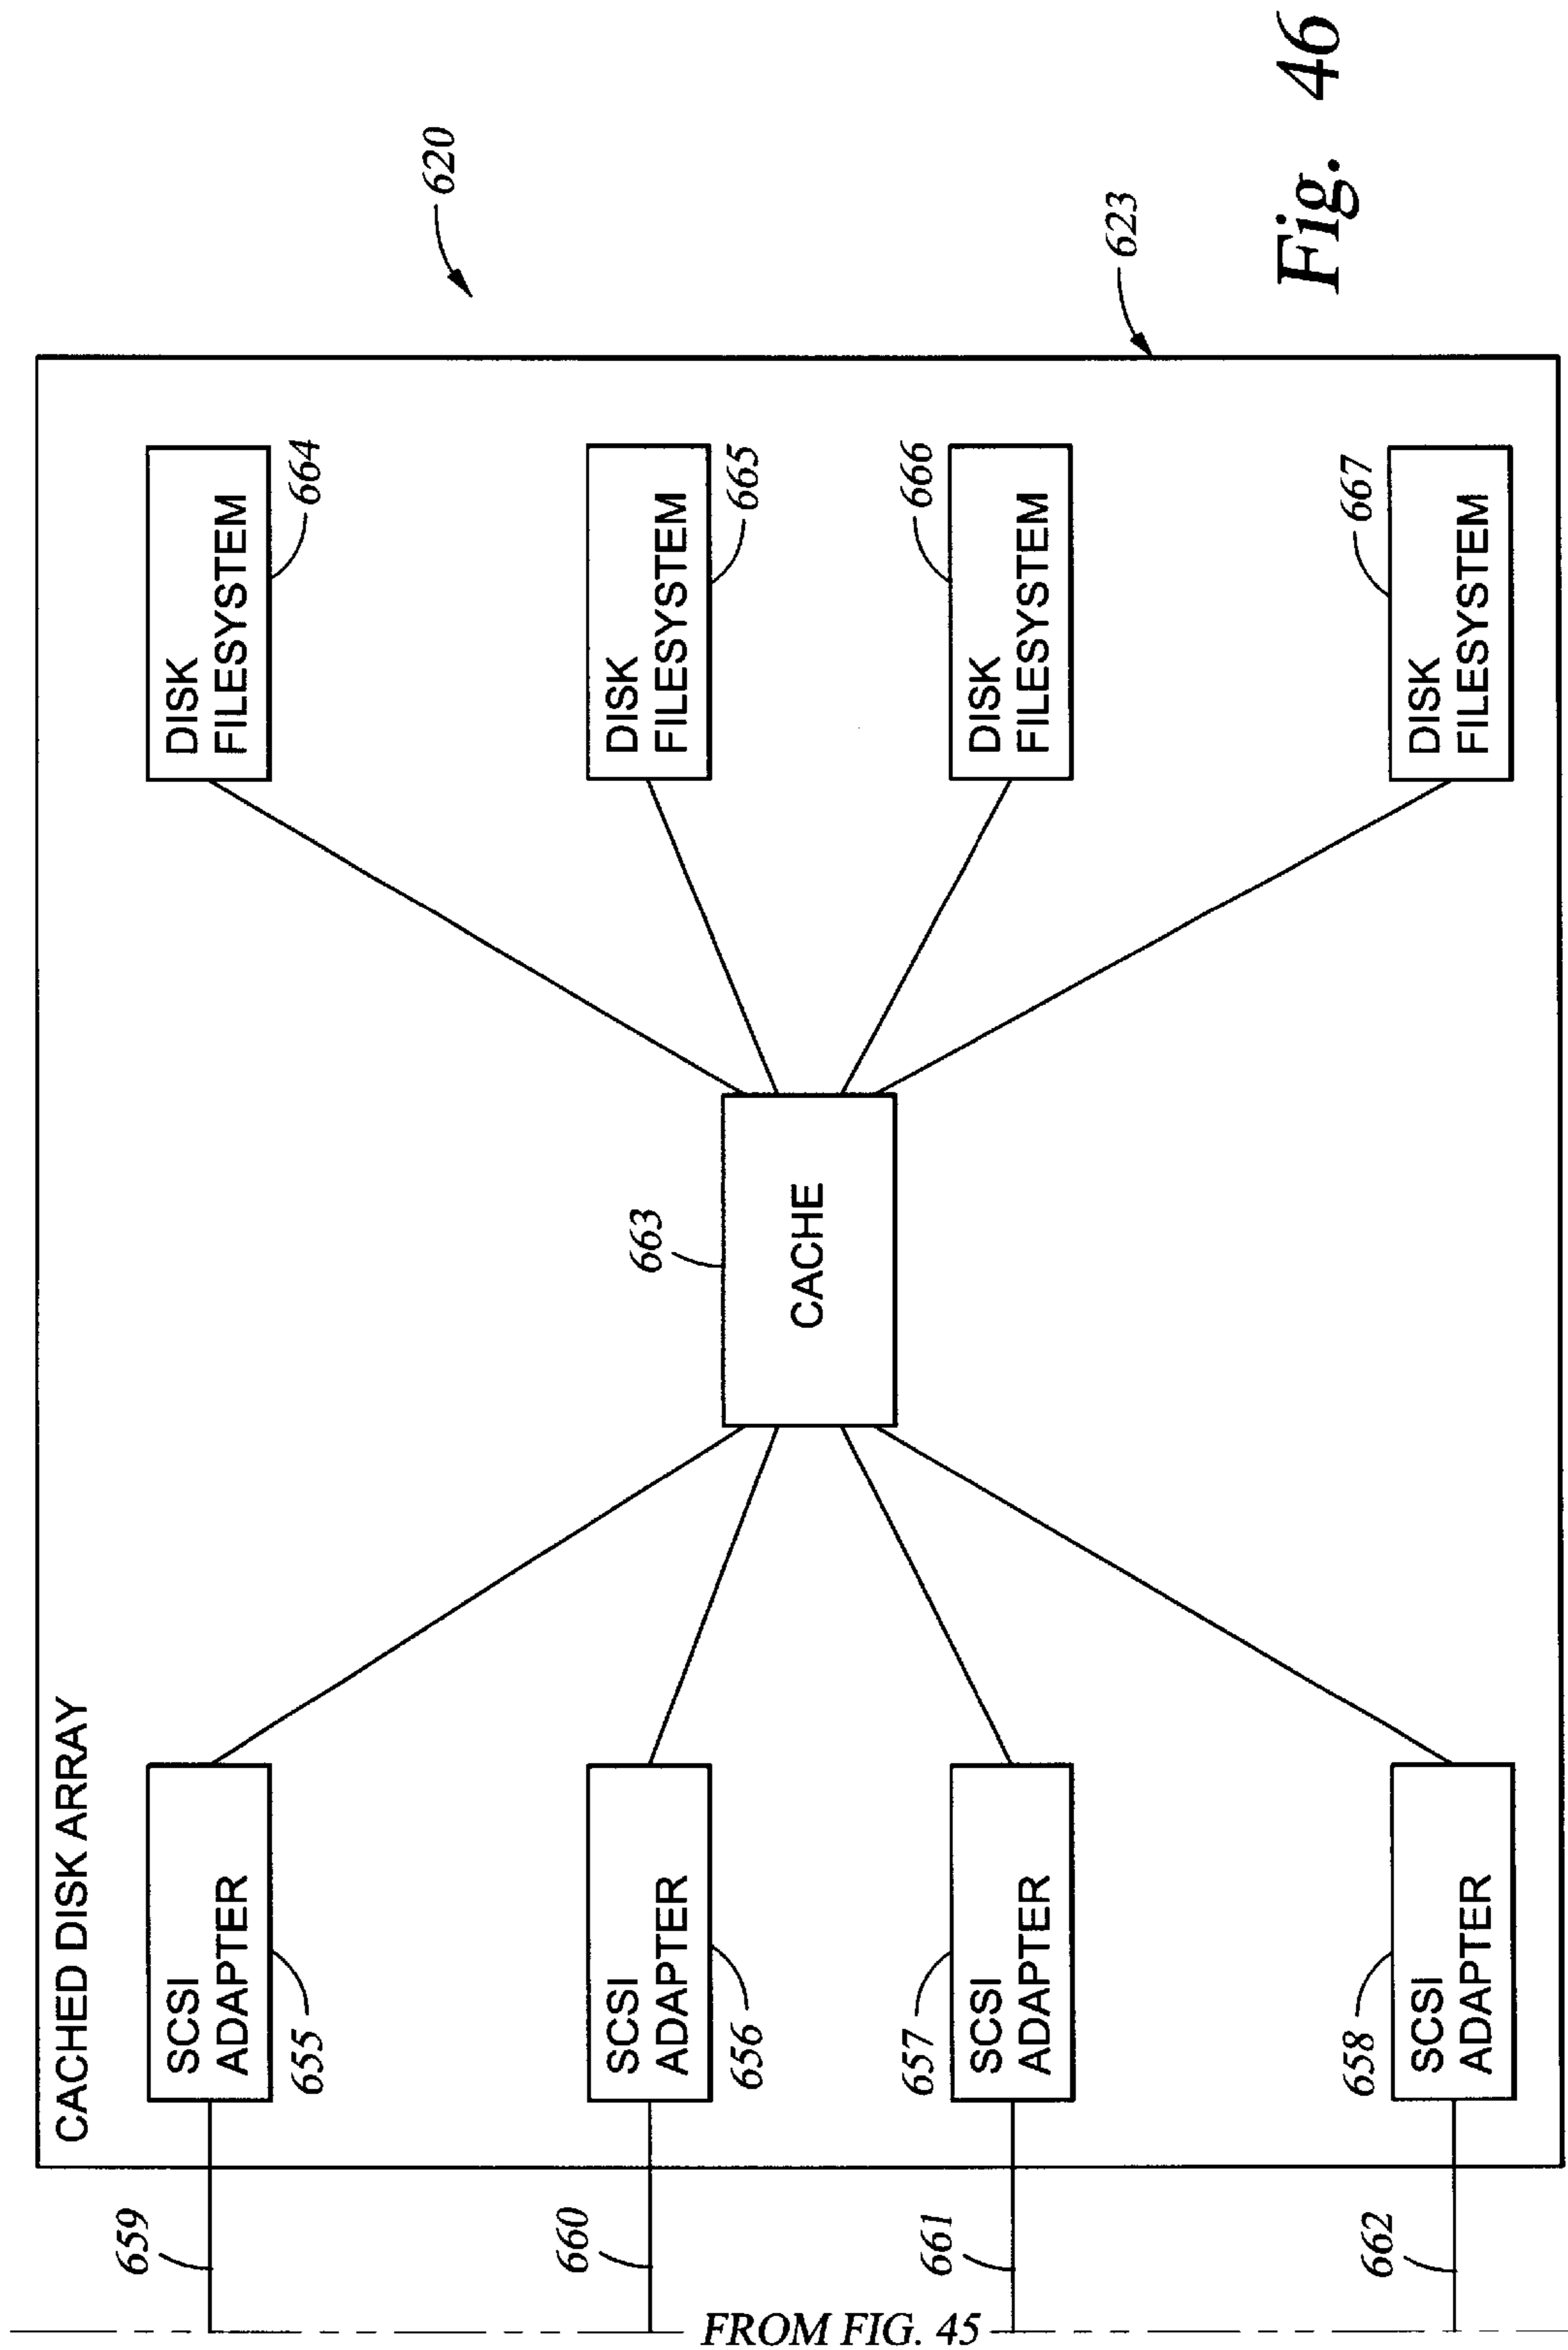 CACHED DISK ARRAY
620
659
SCSI
ADAPTER
655
DISK
FILESYSTEM
664
660
SCSI
ADAPTER
656
663
CACHE
DISK
FILESYSTEM
665
FROM FIG. 45
661
657
SCSI
ADAPTER
666
DISK
FILESYSTEM
623
662
658
SCSI
ADAPTER
667
DISK
FILESYSTEM
Fig. 46